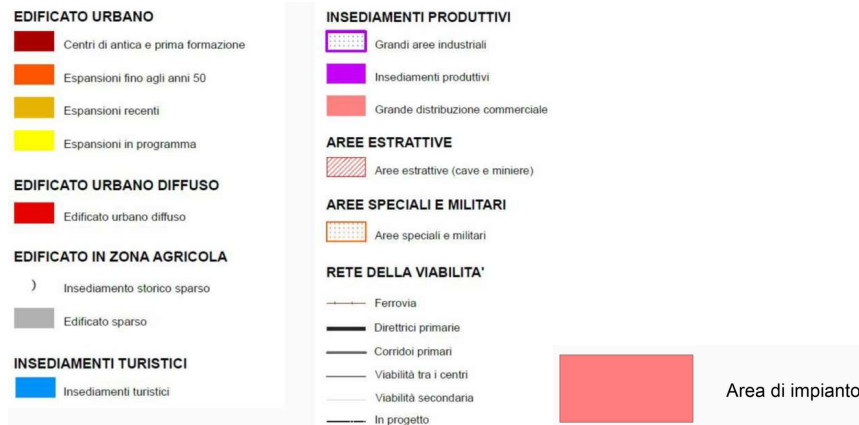 EDIFICATO URBANO
Centri di antica e prima formazione
Espansioni fino agli anni 50
Espansioni recenti
Espansioni in programma
EDIFICATO URBANO DIFFUSO
Edificato urbano diffuso
EDIFICATO IN ZONA AGRICOLA
Insediamento storico sparso
Edificato sparso
INSEDIAMENTI TURISTICI
Insediamenti turistici
INSEDIAMENTI PRODUTTIVI
Grandi aree industriali
Insediamenti produttivi
Grande distribuzione commerciale
AREE ESTRATTIVE
Aree estrattive (cave e miniere)
AREE SPECIALI E MILITARI
Aree speciali e militari
RETE DELLA VIABILITA'
Ferrovia
Direttrici primarie
Corridoi primari
Viabilità tra i centri
Viabilità secondaria
In progetto
Area di impianto